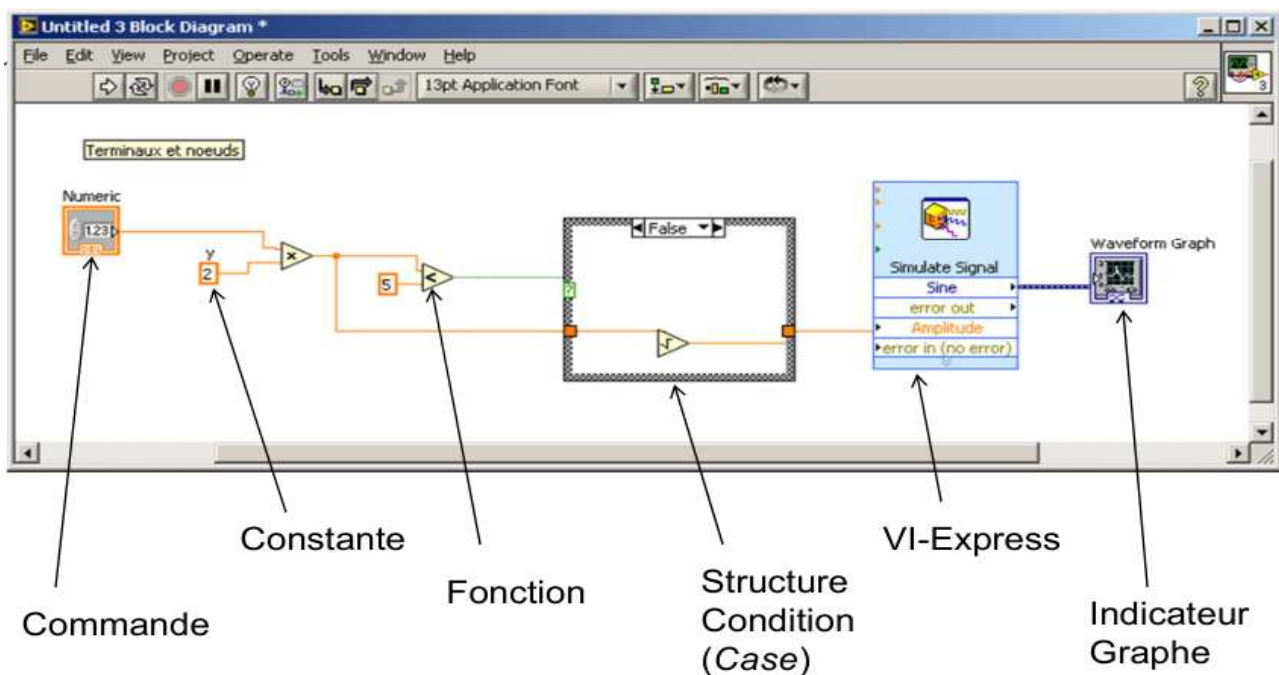 Untitled 3 Block Diagram *
File Edit View Project Operate Tools Window Help
13pt Application Font
3
Terminaux et noeuds
Numeric
1.23
y
2
×
5
<
False
?
√
Simulate Signal
Sine
error out
Amplitude
error in (no error)
Waveform Graph
Commande
Constante
Fonction
Structure
Condition
(Case)
VI-Express
Indicateur
Graphe